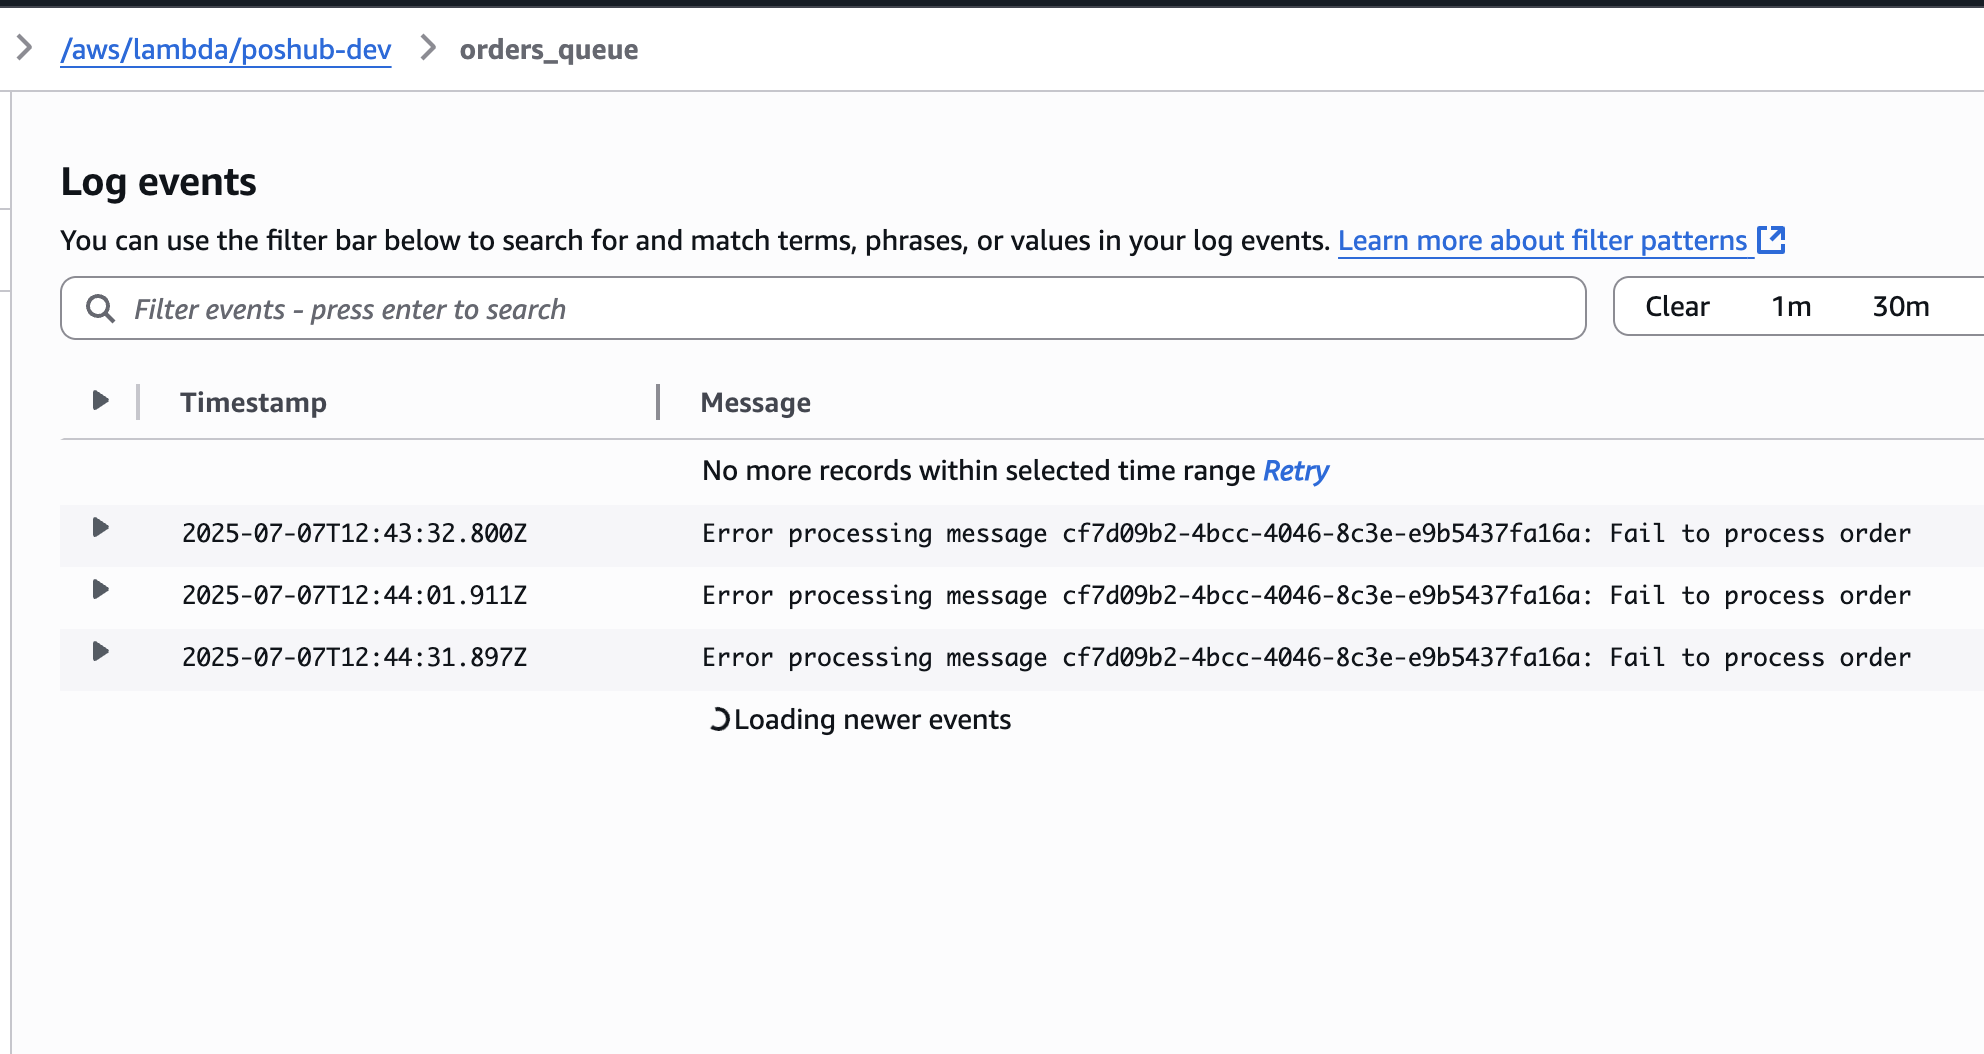 /aws/lambda/poshub-dev orders_queue
Log events
You can use the filter bar below to search for and match terms, phrases, or values in your log events. Learn more about filter patterns
Filter events - press enter to search Clear 1m 30m
Timestamp Message
No more records within selected time range Retry
2025-07-07T12:43:32.800Z Error processing message cf7d09b2-4bcc-4046-8c3e-e9b5437fa16a: Fail to process order
2025-07-07T12:44:01.911Z Error processing message cf7d09b2-4bcc-4046-8c3e-e9b5437fa16a: Fail to process order
2025-07-07T12:44:31.897Z Error processing message cf7d09b2-4bcc-4046-8c3e-e9b5437fa16a: Fail to process order
Loading newer events